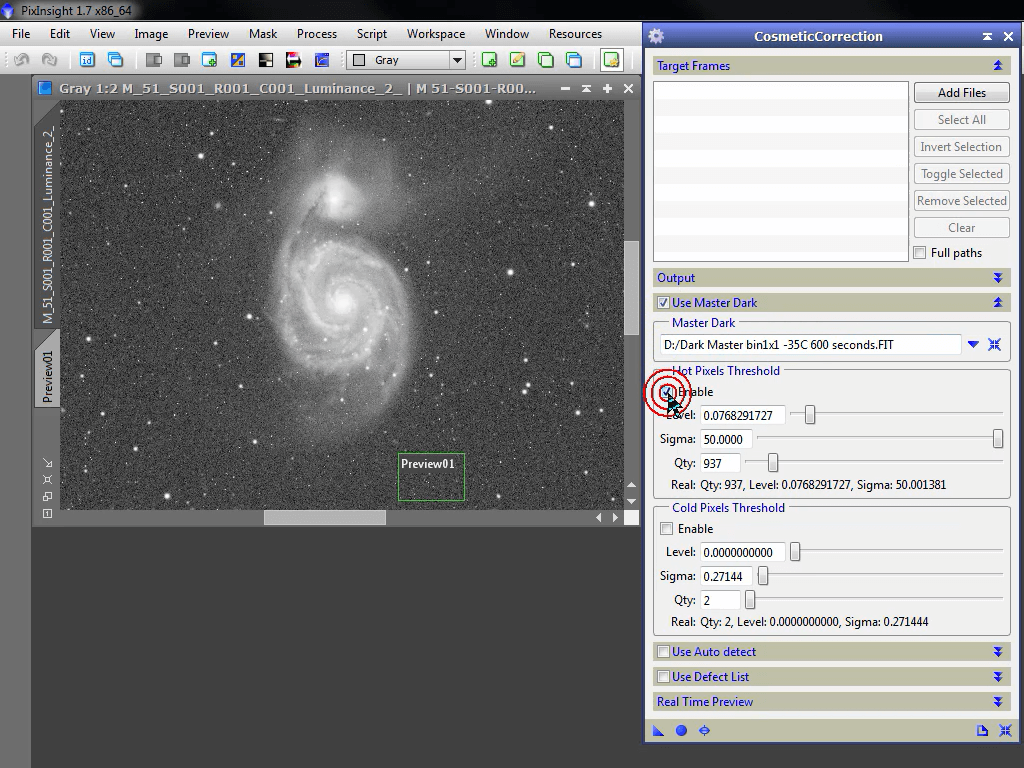 PixInsight 1.7 x86_64
File Edit View Image Preview Mask Process Script Workspace Window Resources
Gray
Gray 1:2 M_51_S001_R001_C001_Luminance_2_ | M 51-S001-R00...
M_51_S001_R001_C001_Luminance_2_
Preview01
Preview01
CosmeticCorrection
Target Frames
Add Files
Select All
Invert Selection
Toggle Selected
Remove Selected
Clear
Full paths
Output
Use Master Dark
Master Dark
D:/Dark Master bin1x1 -35C 600 seconds.FIT
Hot Pixels Threshold
Enable
Level: 0.0768291727
Sigma: 50.0000
Qty: 937
Real: Qty: 937, Level: 0.0768291727, Sigma: 50.001381
Cold Pixels Threshold
Enable
Level: 0.0000000000
Sigma: 0.27144
Qty: 2
Real: Qty: 2, Level: 0.0000000000, Sigma: 0.271444
Use Auto detect
Use Defect List
Real Time Preview